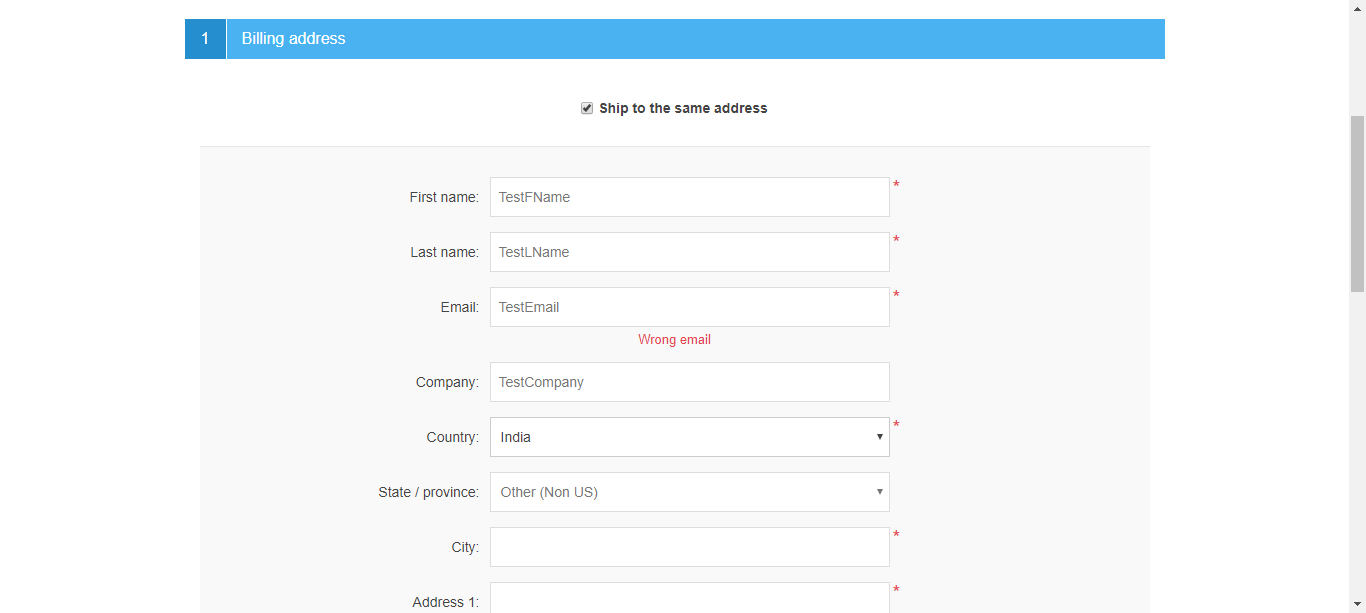 1 Billing address
Ship to the same address
First name: TestFName *
Last name: TestLName *
Email: TestEmail *
Wrong email
Company: TestCompany
Country: India *
State / province: Other (Non US)
City: *
Address 1: *